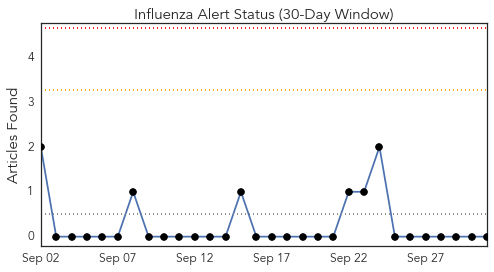 Influenza Alert Status (30-Day Window)
Articles Found
4
3
2
1
0
Sep 02 Sep 07 Sep 12 Sep 17 Sep 22 Sep 27